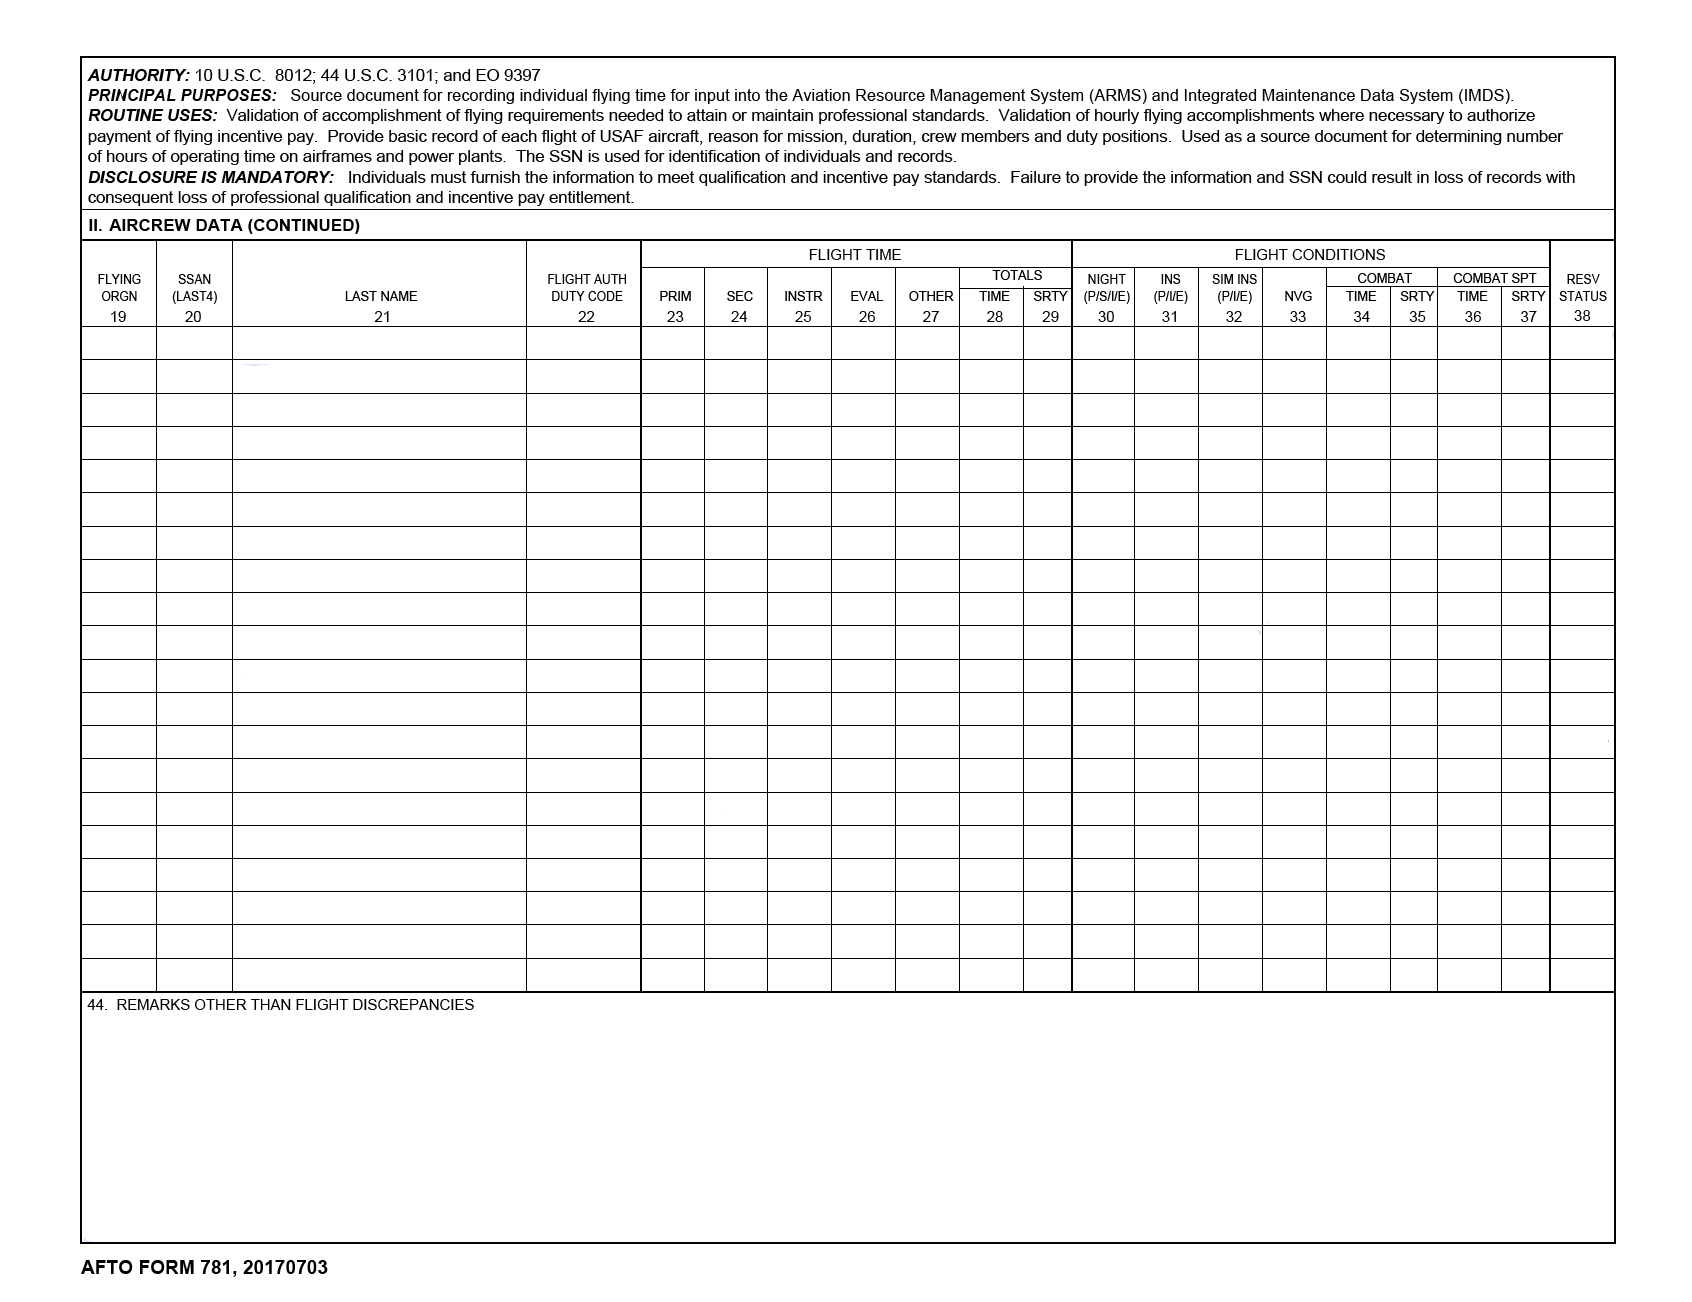 AUTHORITY: 10 U.S.C.  8012; 44 U.S.C. 3101; and EO 9397
PRINCIPAL PURPOSES:   Source document for recording individual flying time for input into the Aviation Resource Management System (ARMS) and Integrated Maintenance Data System (IMDS).
ROUTINE USES:  Validation of accomplishment of flying requirements needed to attain or maintain professional standards.  Validation of hourly flying accomplishments where necessary to authorize
payment of flying incentive pay.  Provide basic record of each flight of USAF aircraft, reason for mission, duration, crew members and duty positions.  Used as a source document for determining number
of hours of operating time on airframes and power plants.  The SSN is used for identification of individuals and records.
DISCLOSURE IS MANDATORY:   Individuals must furnish the information to meet qualification and incentive pay standards.  Failure to provide the information and SSN could result in loss of records with
consequent loss of professional qualification and incentive pay entitlement.
II. AIRCREW DATA (CONTINUED)
FLIGHT TIME FLIGHT CONDITIONS
TOTALS COMBAT COMBAT SPT
FLYING SSAN FLIGHT AUTH NIGHT INS SIM INS RESV
ORGN (LAST4) LAST NAME DUTY CODE PRIM SEC INSTR EVAL OTHER TIME SRTY (P/S/I/E) (P/I/E) (P/I/E) NVG TIME SRTY TIME SRTY STATUS
19 20 21 22 23 24 25 26 27 28 29 30 31 32 33 34 35 36 37 38
44.  REMARKS OTHER THAN FLIGHT DISCREPANCIES
AFTO FORM 781, 20170703